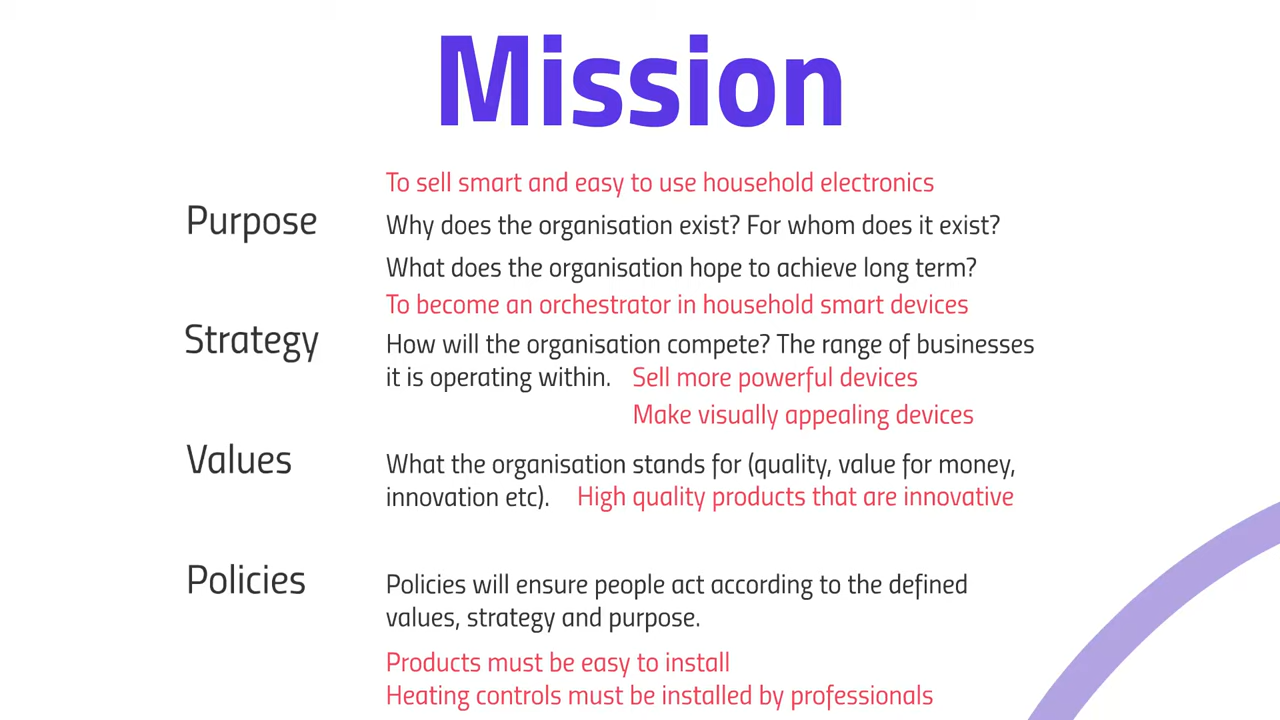 Mission
To sell smart and easy to use household electronics
Purpose
Why does the organisation exist? For whom does it exist?
What does the organisation hope to achieve long term?
To become an orchestrator in household smart devices
Strategy
How will the organisation compete? The range of businesses
it is operating within. Sell more powerful devices
Make visually appealing devices
Values
What the organisation stands for (quality, value for money,
innovation etc). High quality products that are innovative
Policies
Policies will ensure people act according to the defined
values, strategy and purpose.
Products must be easy to install
Heating controls must be installed by professionals